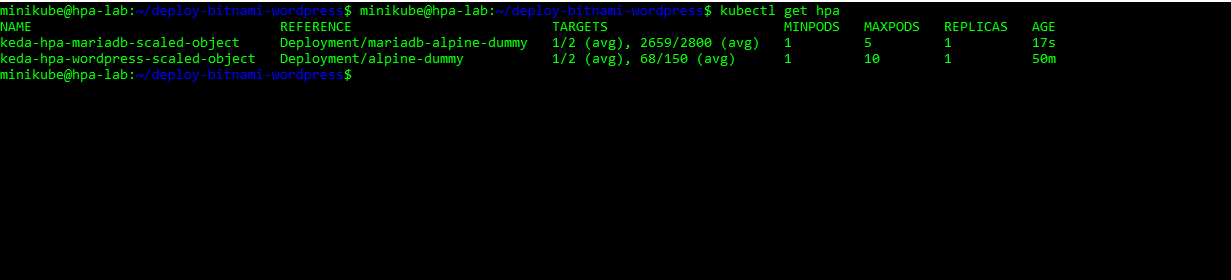 minikube@hpa-lab:~/deploy-bitnami-wordpress$ minikube@hpa-lab:~/deploy-bitnami-wordpress$ kubectl get hpa
NAME REFERENCE TARGETS MINPODS MAXPODS REPLICAS AGE
keda-hpa-mariadb-scaled-object Deployment/mariadb-alpine-dummy 1/2 (avg), 2659/2800 (avg) 1 5 1 17s
keda-hpa-wordpress-scaled-object Deployment/alpine-dummy 1/2 (avg), 68/150 (avg) 1 10 1 50m
minikube@hpa-lab:~/deploy-bitnami-wordpress$